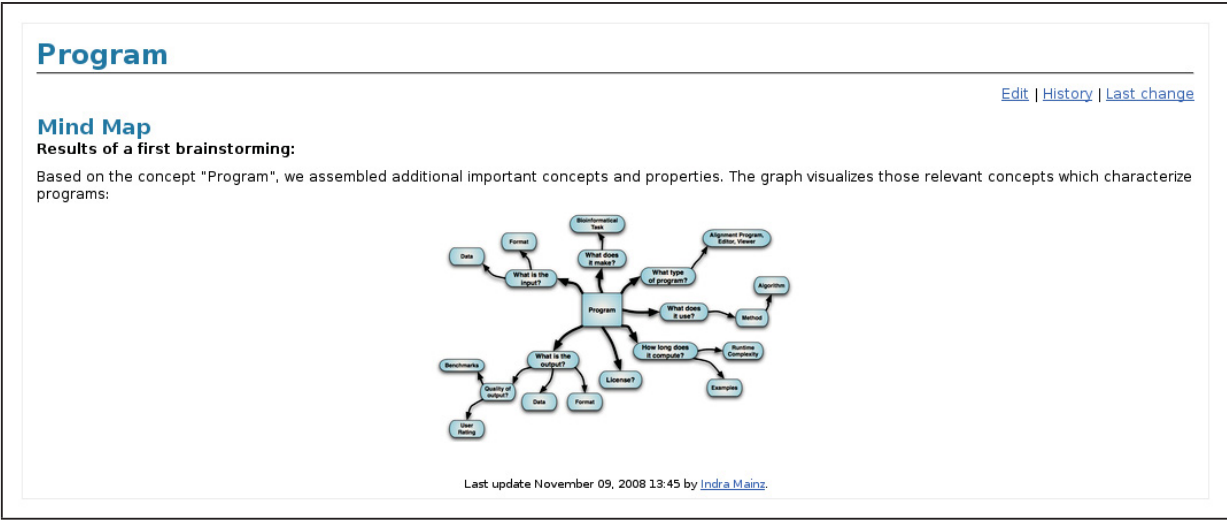 Program
Edit | History | Last change
Mind Map
Results of a first brainstorming:
Based on the concept "Program", we assembled additional important concepts and properties. The graph visualizes those relevant concepts which characterize
programs:
Bioinformatical
Task
Format
Alignment Program,
Editor, Viewer
Data
What does
it make?
What is the
input?
What type
of program?
Algorithm
Program
What does
it use?
Method
How long does
it compute?
Runtime
Complexity
What is the
output?
Benchmarks
License?
Examples
Quality of
output?
Data
Format
User
Rating
Last update November 09, 2008 13:45 by Indra Mainz.